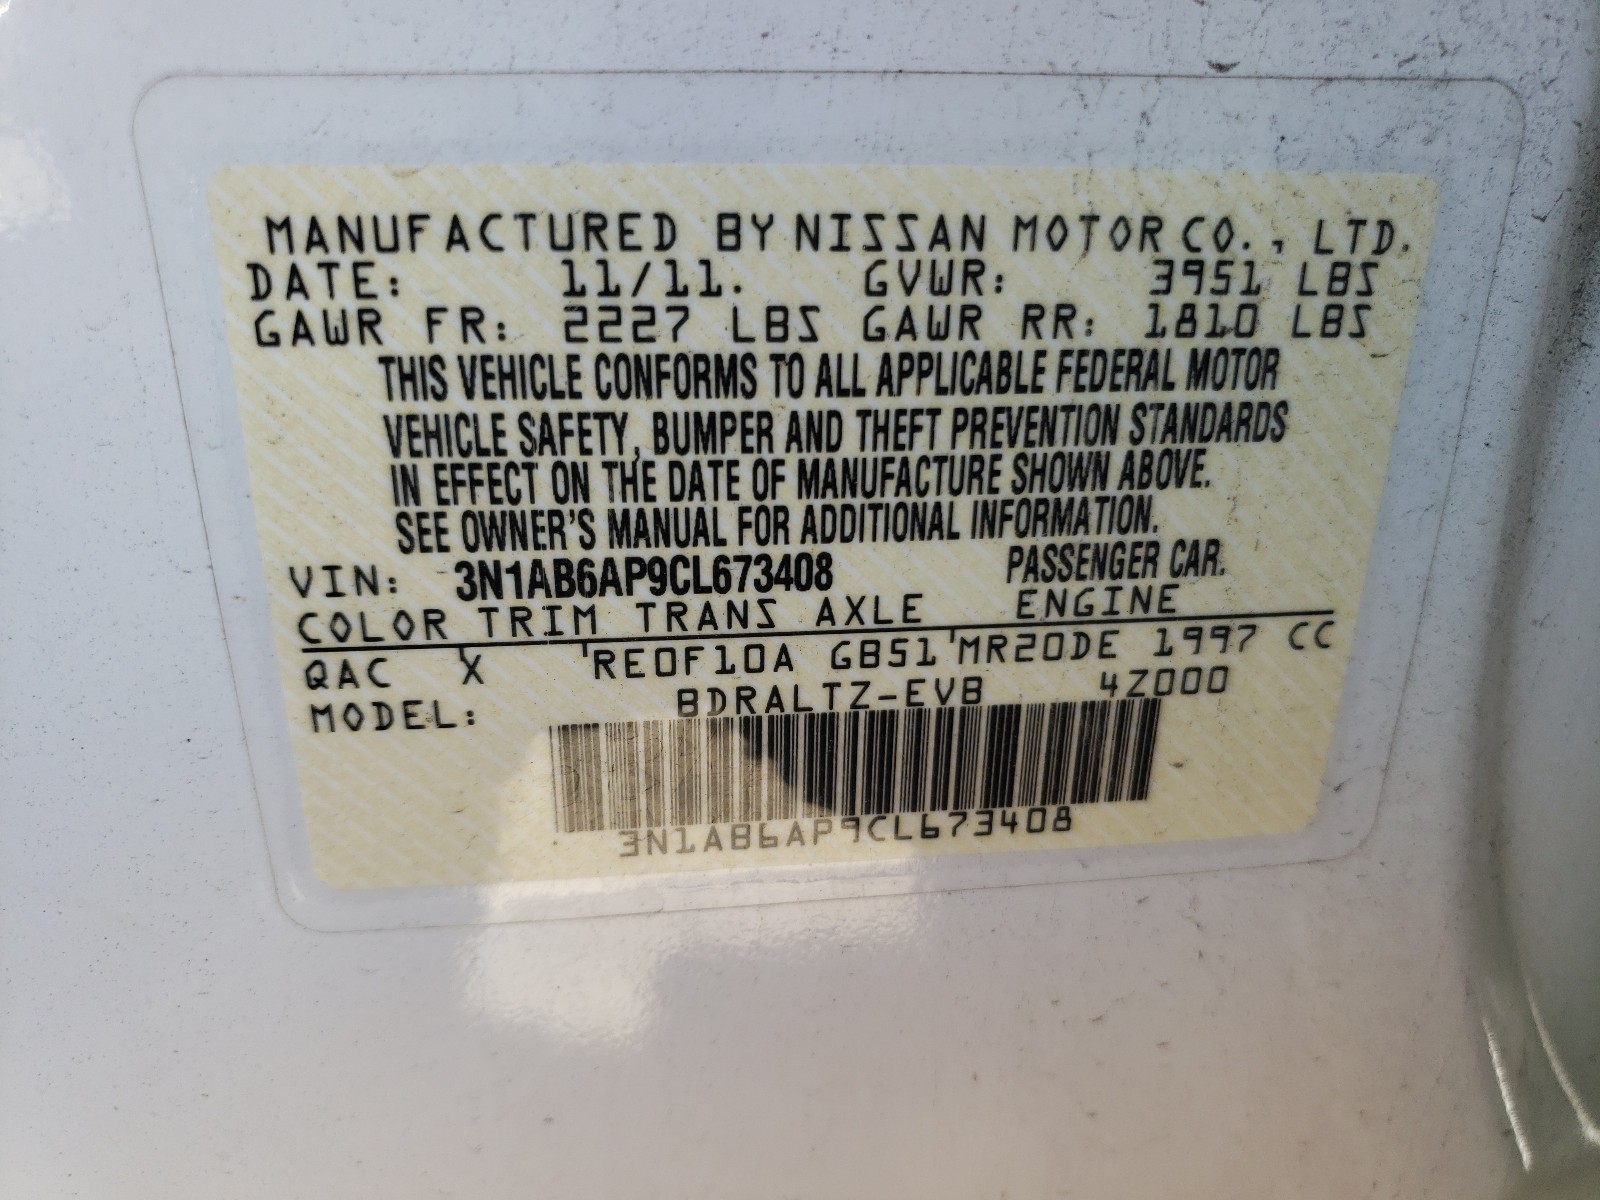 MANUFACTURED BY NISSAN MOTOR CO., LTD.
DATE: 11/11. GVWR: 3951 LBS
GAWR FR: 2227 LBS GAWR RR: 1810 LBS
THIS VEHICLE CONFORMS TO ALL APPLICABLE FEDERAL MOTOR
VEHICLE SAFETY, BUMPER AND THEFT PREVENTION STANDARDS
IN EFFECT ON THE DATE OF MANUFACTURE SHOWN ABOVE.
SEE OWNER'S MANUAL FOR ADDITIONAL INFORMATION.
VIN: 3N1AB6AP9CL673408 PASSENGER CAR.
COLOR TRIM TRANS AXLE ENGINE
QAC X 'RE0F10A GB51'MR20DE 1997 CC
MODEL: BDRALTZ-EVB 4Z000
3N1AB6AP9CL673408